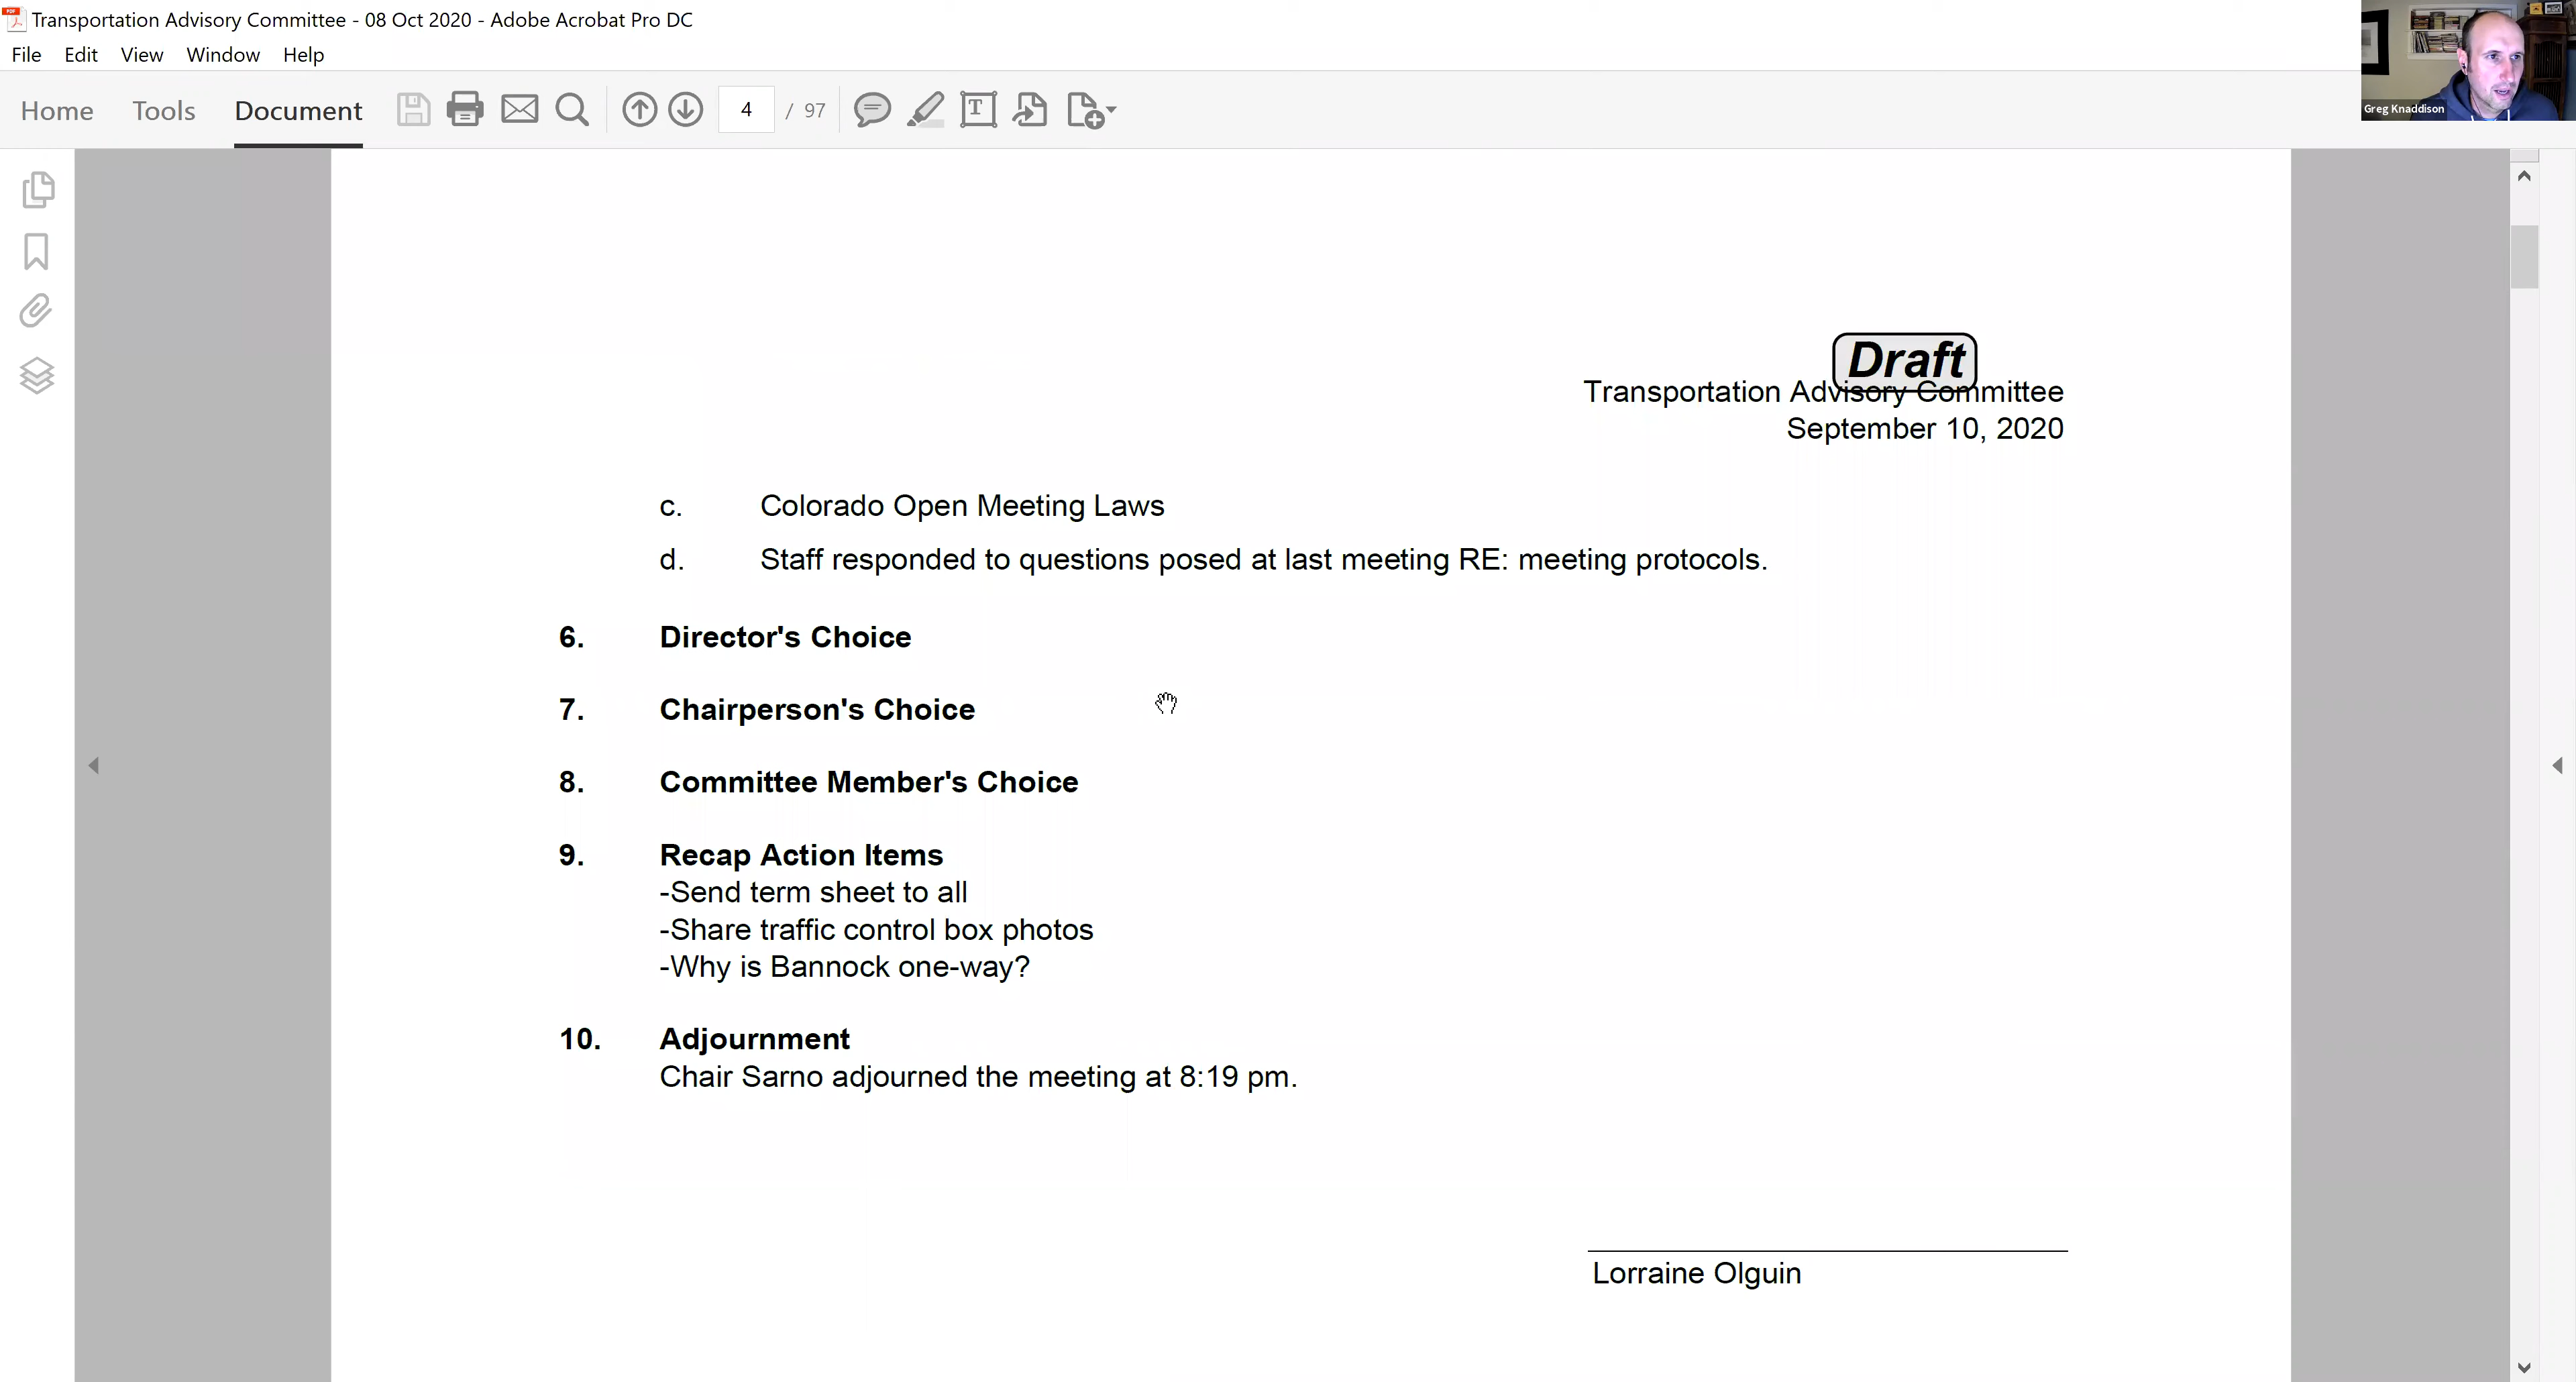 Transportation Advisory Committee - 08 Oct 2020 - Adobe Acrobat Pro DC
File Edit View Window Help
Home Tools Document 4 / 97
Greg Knaddison
Draft
Transportation Advisory Committee
September 10, 2020
c. Colorado Open Meeting Laws
d. Staff responded to questions posed at last meeting RE: meeting protocols.
6. Director's Choice
7. Chairperson's Choice
8. Committee Member's Choice
9. Recap Action Items
-Send term sheet to all
-Share traffic control box photos
-Why is Bannock one-way?
10. Adjournment
Chair Sarno adjourned the meeting at 8:19 pm.
Lorraine Olguin